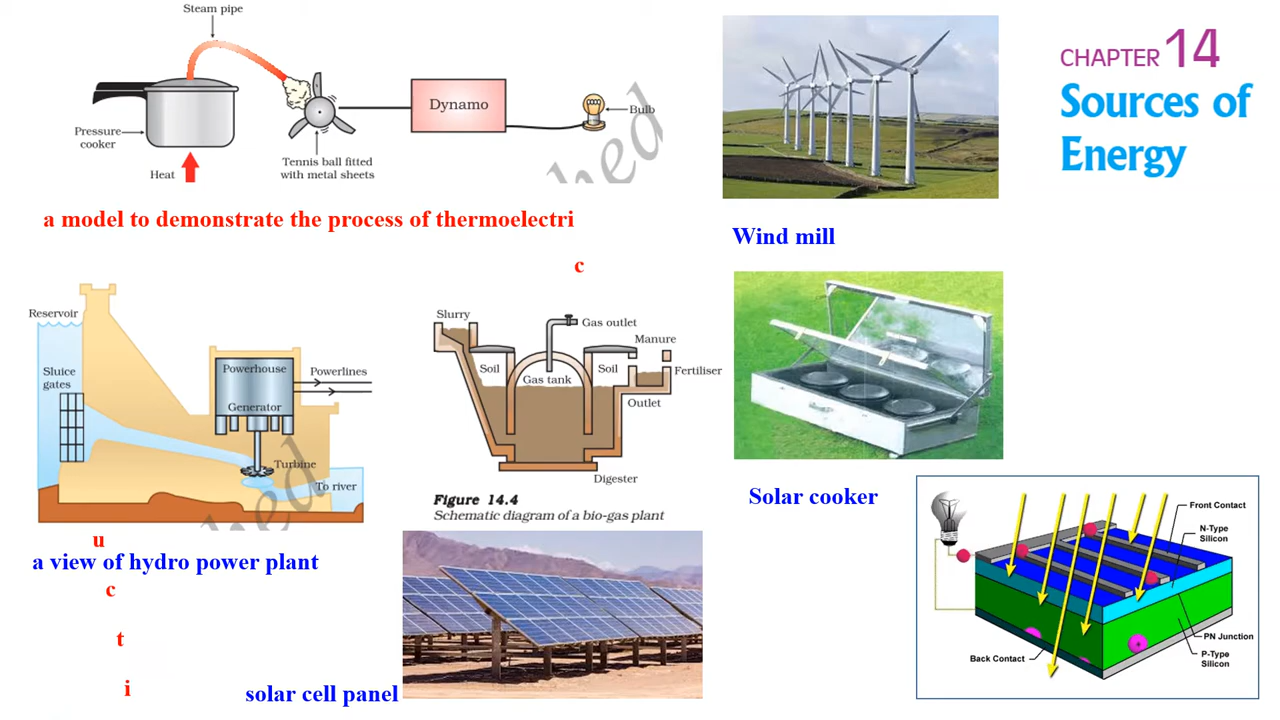 Steam pipe
Dynamo
Bulb
Pressure
cooker
Heat
Tennis ball fitted
with metal sheets
a model to demonstrate the process of thermoelectri
c
Wind mill
CHAPTER 14
Sources of
Energy
Reservoir
Sluice
gates
Powerhouse
Generator
Powerlines
Turbine
To river
u
a view of hydro power plant
c
t
i
Slurry
Gas outlet
Manure
Soil
Gas tank
Soil
Fertiliser
Outlet
Digester
Figure 14.4
Schematic diagram of a bio-gas plant
Solar cooker
solar cell panel
Front Contact
N-Type
Silicon
PN Junction
P-Type
Silicon
Back Contact